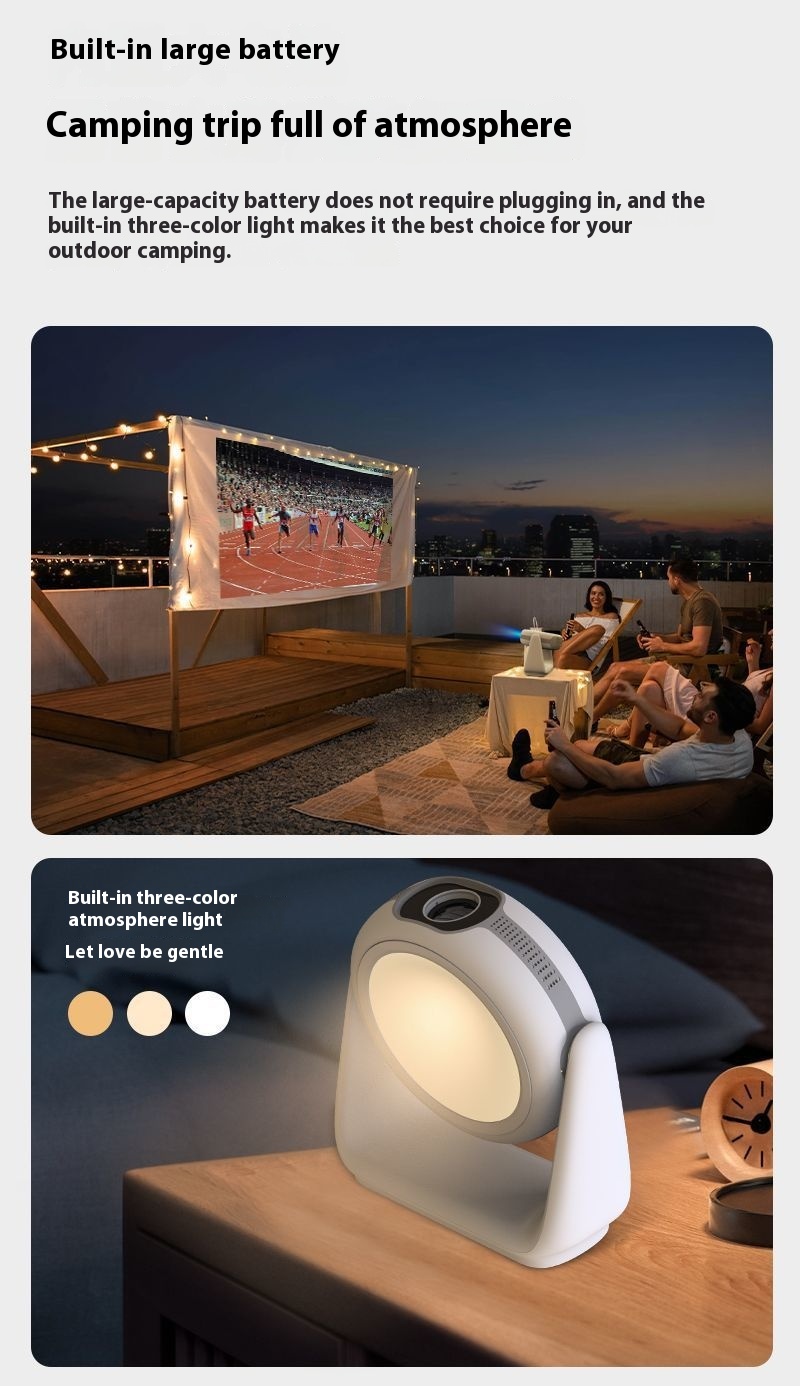 Built-in large battery
Camping trip full of atmosphere
The large-capacity battery does not require plugging in, and the
built-in three-color light makes it the best choice for your
outdoor camping.
Built-in three-color
atmosphere light
Let love be gentle